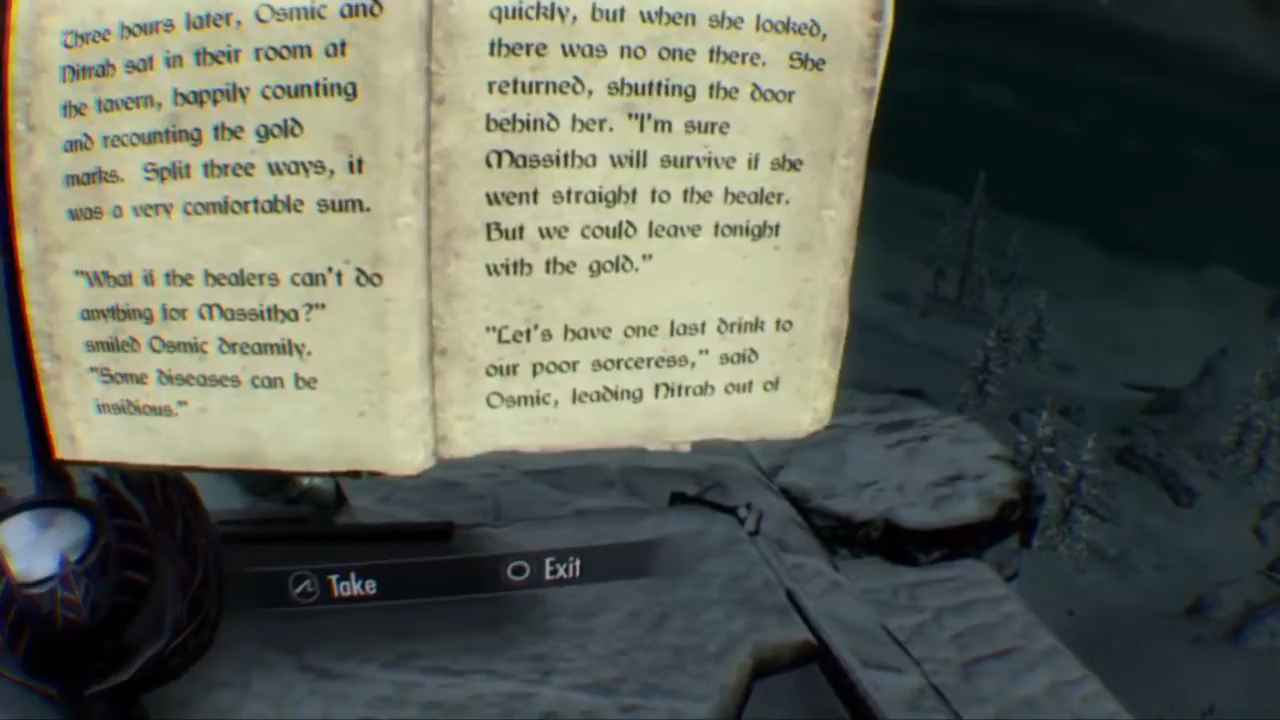 Three hours later, Osmic and
Nitrah sat in their room at
the tavern, happily counting
and recounting the gold
marks. Split three ways, it
was a very comfortable sum.
"What if the healers can't do
anything for Massitha?"
smiled Osmic dreamily.
"Some diseases can be
insidious."
quickly, but when she looked,
there was no one there. She
returned, shutting the door
behind her. "I'm sure
Massitha will survive if she
went straight to the healer.
But we could leave tonight
with the gold."
"Let's have one last drink to
our poor sorceress," said
Osmic, leading Nitrah out of
Take
Exit